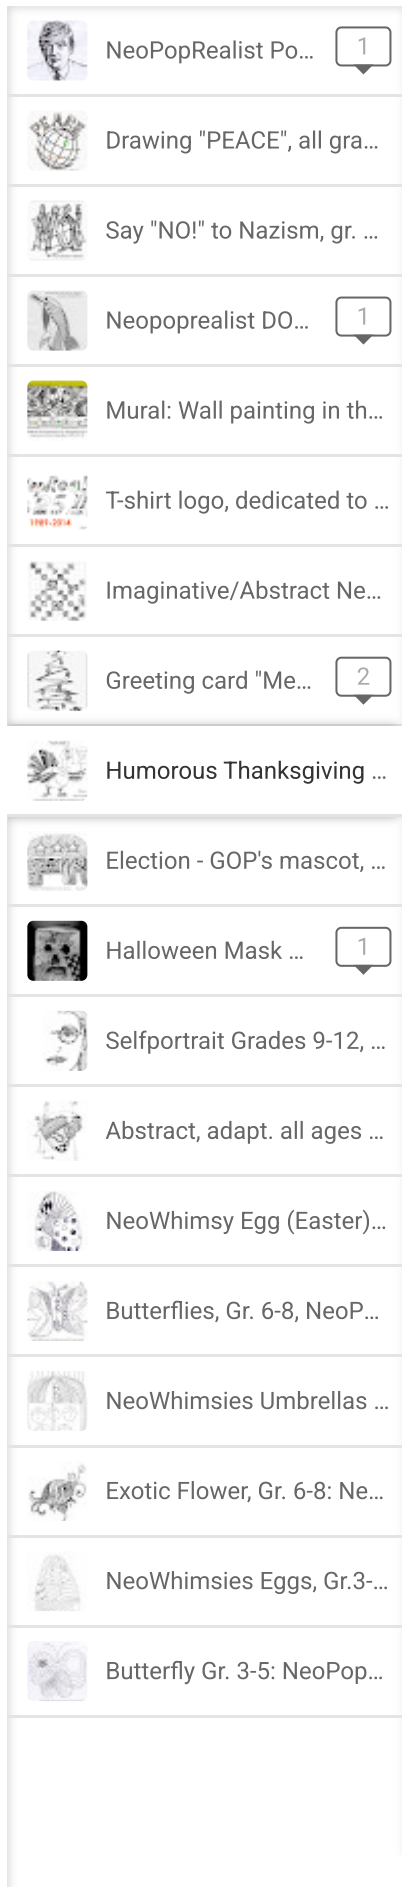 NeoPopRealist Po...
1
Drawing "PEACE", all gra...
Say "NO!" to Nazism, gr. ...
Neopoprealist DO...
1
Mural: Wall painting in th...
T-shirt logo, dedicated to ...
1989-2014
Imaginative/Abstract Ne...
Greeting card "Me...
2
Humorous Thanksgiving ...
Election - GOP's mascot, ...
Halloween Mask ...
1
Selfportrait Grades 9-12, ...
Abstract, adapt. all ages ...
NeoWhimsy Egg (Easter)...
Butterflies, Gr. 6-8, NeoP...
NeoWhimsies Umbrellas ...
Exotic Flower, Gr. 6-8: Ne...
NeoWhimsies Eggs, Gr.3-...
Butterfly Gr. 3-5: NeoPop...